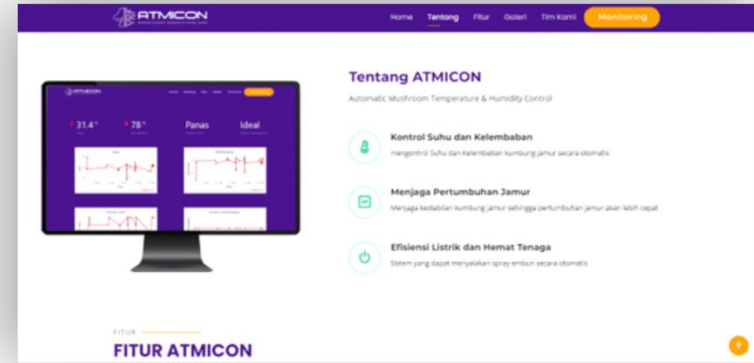 ATMICON
Home Tentang Fitur Galeri Tim Kami Monitoring
Tentang ATMICON
Automatic Mushroom Temperature & Humidity Control
ATMICON
Monitoring
31.4° 78% Panas Ideal
Kontrol Suhu dan Kelembaban
mengontrol Suhu dan Kelembaban kumbung jamur secara otomatis
Menjaga Pertumbuhan Jamur
Menjaga kestabilan kumbung jamur sehingga pertumbuhan jamur akan lebih cepat
Efisiensi Listrik dan Hemat Tenaga
Sistem yang dapat menyalakan spray embun secara otomatis
FITUR
FITUR ATMICON